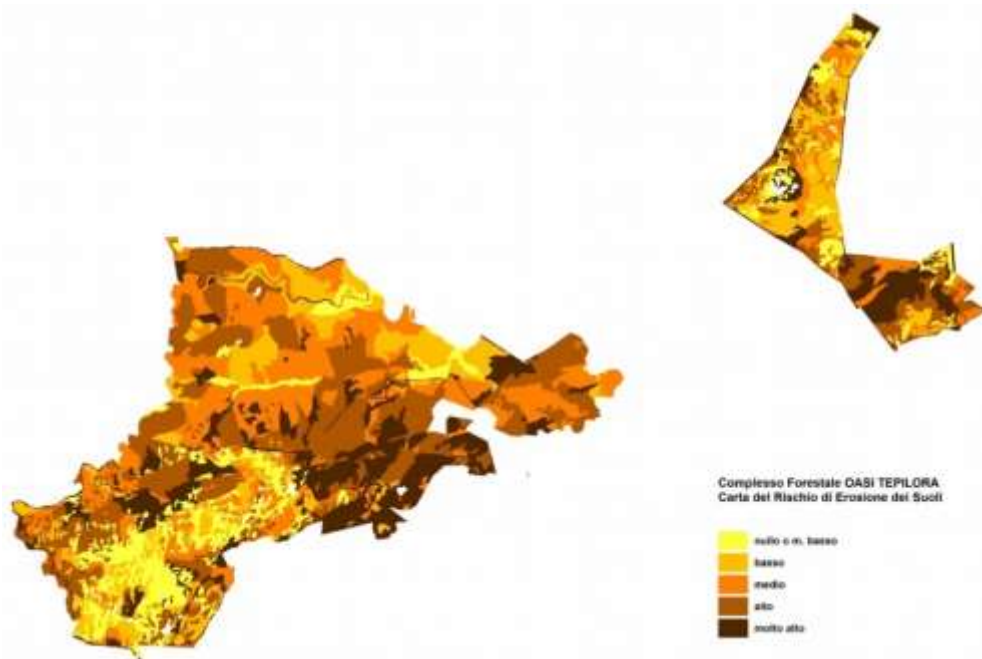 Complesso Forestale OASI TEPILORA
Carta del Rischio di Erosione dei Suoli
nullo o m. basso
basso
medio
alto
molto alto